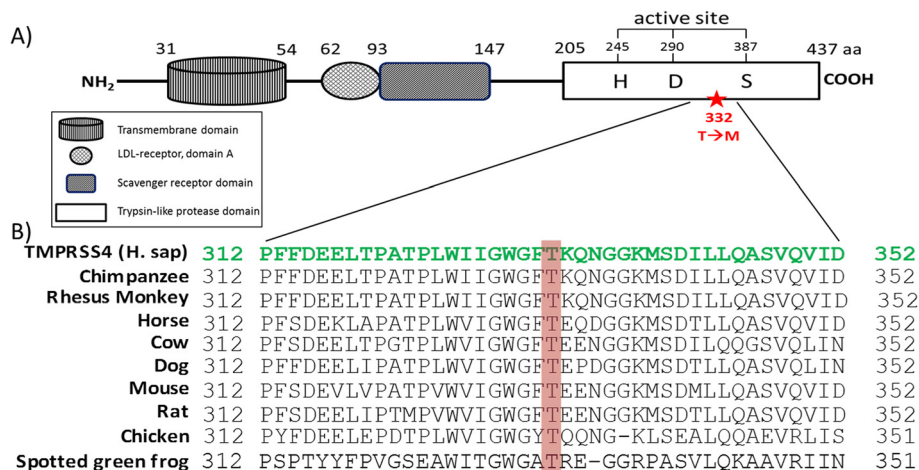 A)
active site
31 54 62 93 147 205 245 290 387 437 aa
NH2 H D S COOH
332
T→M
Transmembrane domain
LDL-receptor, domain A
Scavenger receptor domain
Trypsin-like protease domain
B)
TMPRSS4 (H. sap) 312 PFFDEELTPATPLWIIGWGFTKQNGGKMSDILLQASVQVID 352
Chimpanzee 312 PFFDEELTPATPLWIIGWGFTKQNGGKMSDILLQASVQVID 352
Rhesus Monkey 312 PFFDEELTPATPLWIIGWGFTKQNGGKMSDILLQASVQVID 352
Horse 312 PFSDEKLAPATPLWVIGWGFTEQDGGKMSDTLLQASVQVID 352
Cow 312 PFSDEELTPGTPLWIIGWGFTEENGGKMSDILQQGSVQLIN 352
Dog 312 PFFDEELTPATPLWIIGWGFTEPDGGKMSDTLLQASVQLIN 352
Mouse 312 PFSDEVLVPATPVWVIGWGFTEENGGKMSDMLLQASVQVID 352
Rat 312 PFSDEELIPTMPVWVIGWGFTEENGGKMSDTLLQASVQVID 352
Chicken 312 PYFDEELEPDTPLWVIGWGYTQQNG-KLSEALQQAEVRLIS 351
Spotted green frog 312 PSPTYYFPVGSEAWITGWGATRE-GGRPASVLQKAAVRIIN 351